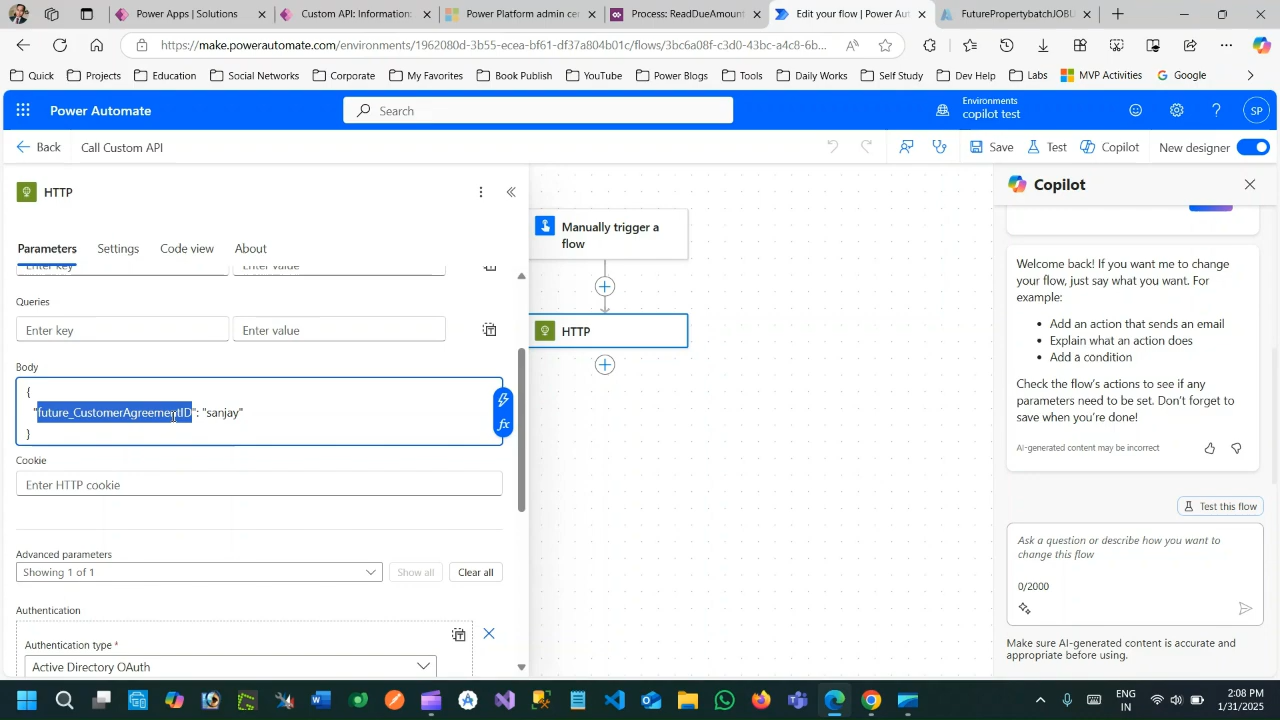 Power Apps | Solutions
Custom API: Information:
Power Platform admin cen
Process: ReadDueAmount
Edit your flow | Power Aut
FuturePropertybatchJOBU
https://make.powerautomate.com/environments/1962080d-3b55-ecea-bf61-df37a804b01c/flows/3bc6a08f-c3d0-43bc-a4c8-6b...
Quick
Projects
Education
Social Networks
Corporate
My Favorites
Book Publish
YouTube
Power Blogs
Tools
Daily Works
Self Study
Dev Help
Labs
MVP Activities
Google
Power Automate
Search
Environments
copilot test
SP
Back
Call Custom API
Save
Test
Copilot
New designer
HTTP
Parameters
Settings
Code view
About
Enter key
Enter value
Queries
Enter key
Enter value
Body
{
"future_CustomerAgreementID": "sanjay"
}
fx
Cookie
Enter HTTP cookie
Advanced parameters
Showing 1 of 1
Show all
Clear all
Authentication
Authentication type *
Active Directory OAuth
Manually trigger a
flow
HTTP
Copilot
Welcome back! If you want me to change
your flow, just say what you want. For
example:
• Add an action that sends an email
• Explain what an action does
• Add a condition
Check the flow's actions to see if any
parameters need to be set. Don't forget to
save when you're done!
AI-generated content may be incorrect
Test this flow
Ask a question or describe how you want to
change this flow
0/2000
Make sure AI-generated content is accurate and
appropriate before using.
ENG
IN
2:08 PM
1/31/2025